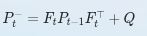 $P_t^- = F_t P_{t-1} F_t^\top + Q$